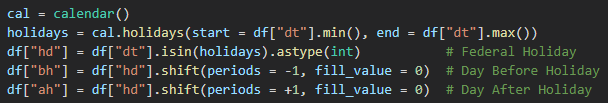 cal = calendar()
holidays = cal.holidays(start = df["dt"].min(), end = df["dt"].max())
df["hd"] = df["dt"].isin(holidays).astype(int)           # Federal Holiday
df["bh"] = df["hd"].shift(periods = -1, fill_value = 0)  # Day Before Holiday
df["ah"] = df["hd"].shift(periods = +1, fill_value = 0)  # Day After Holiday